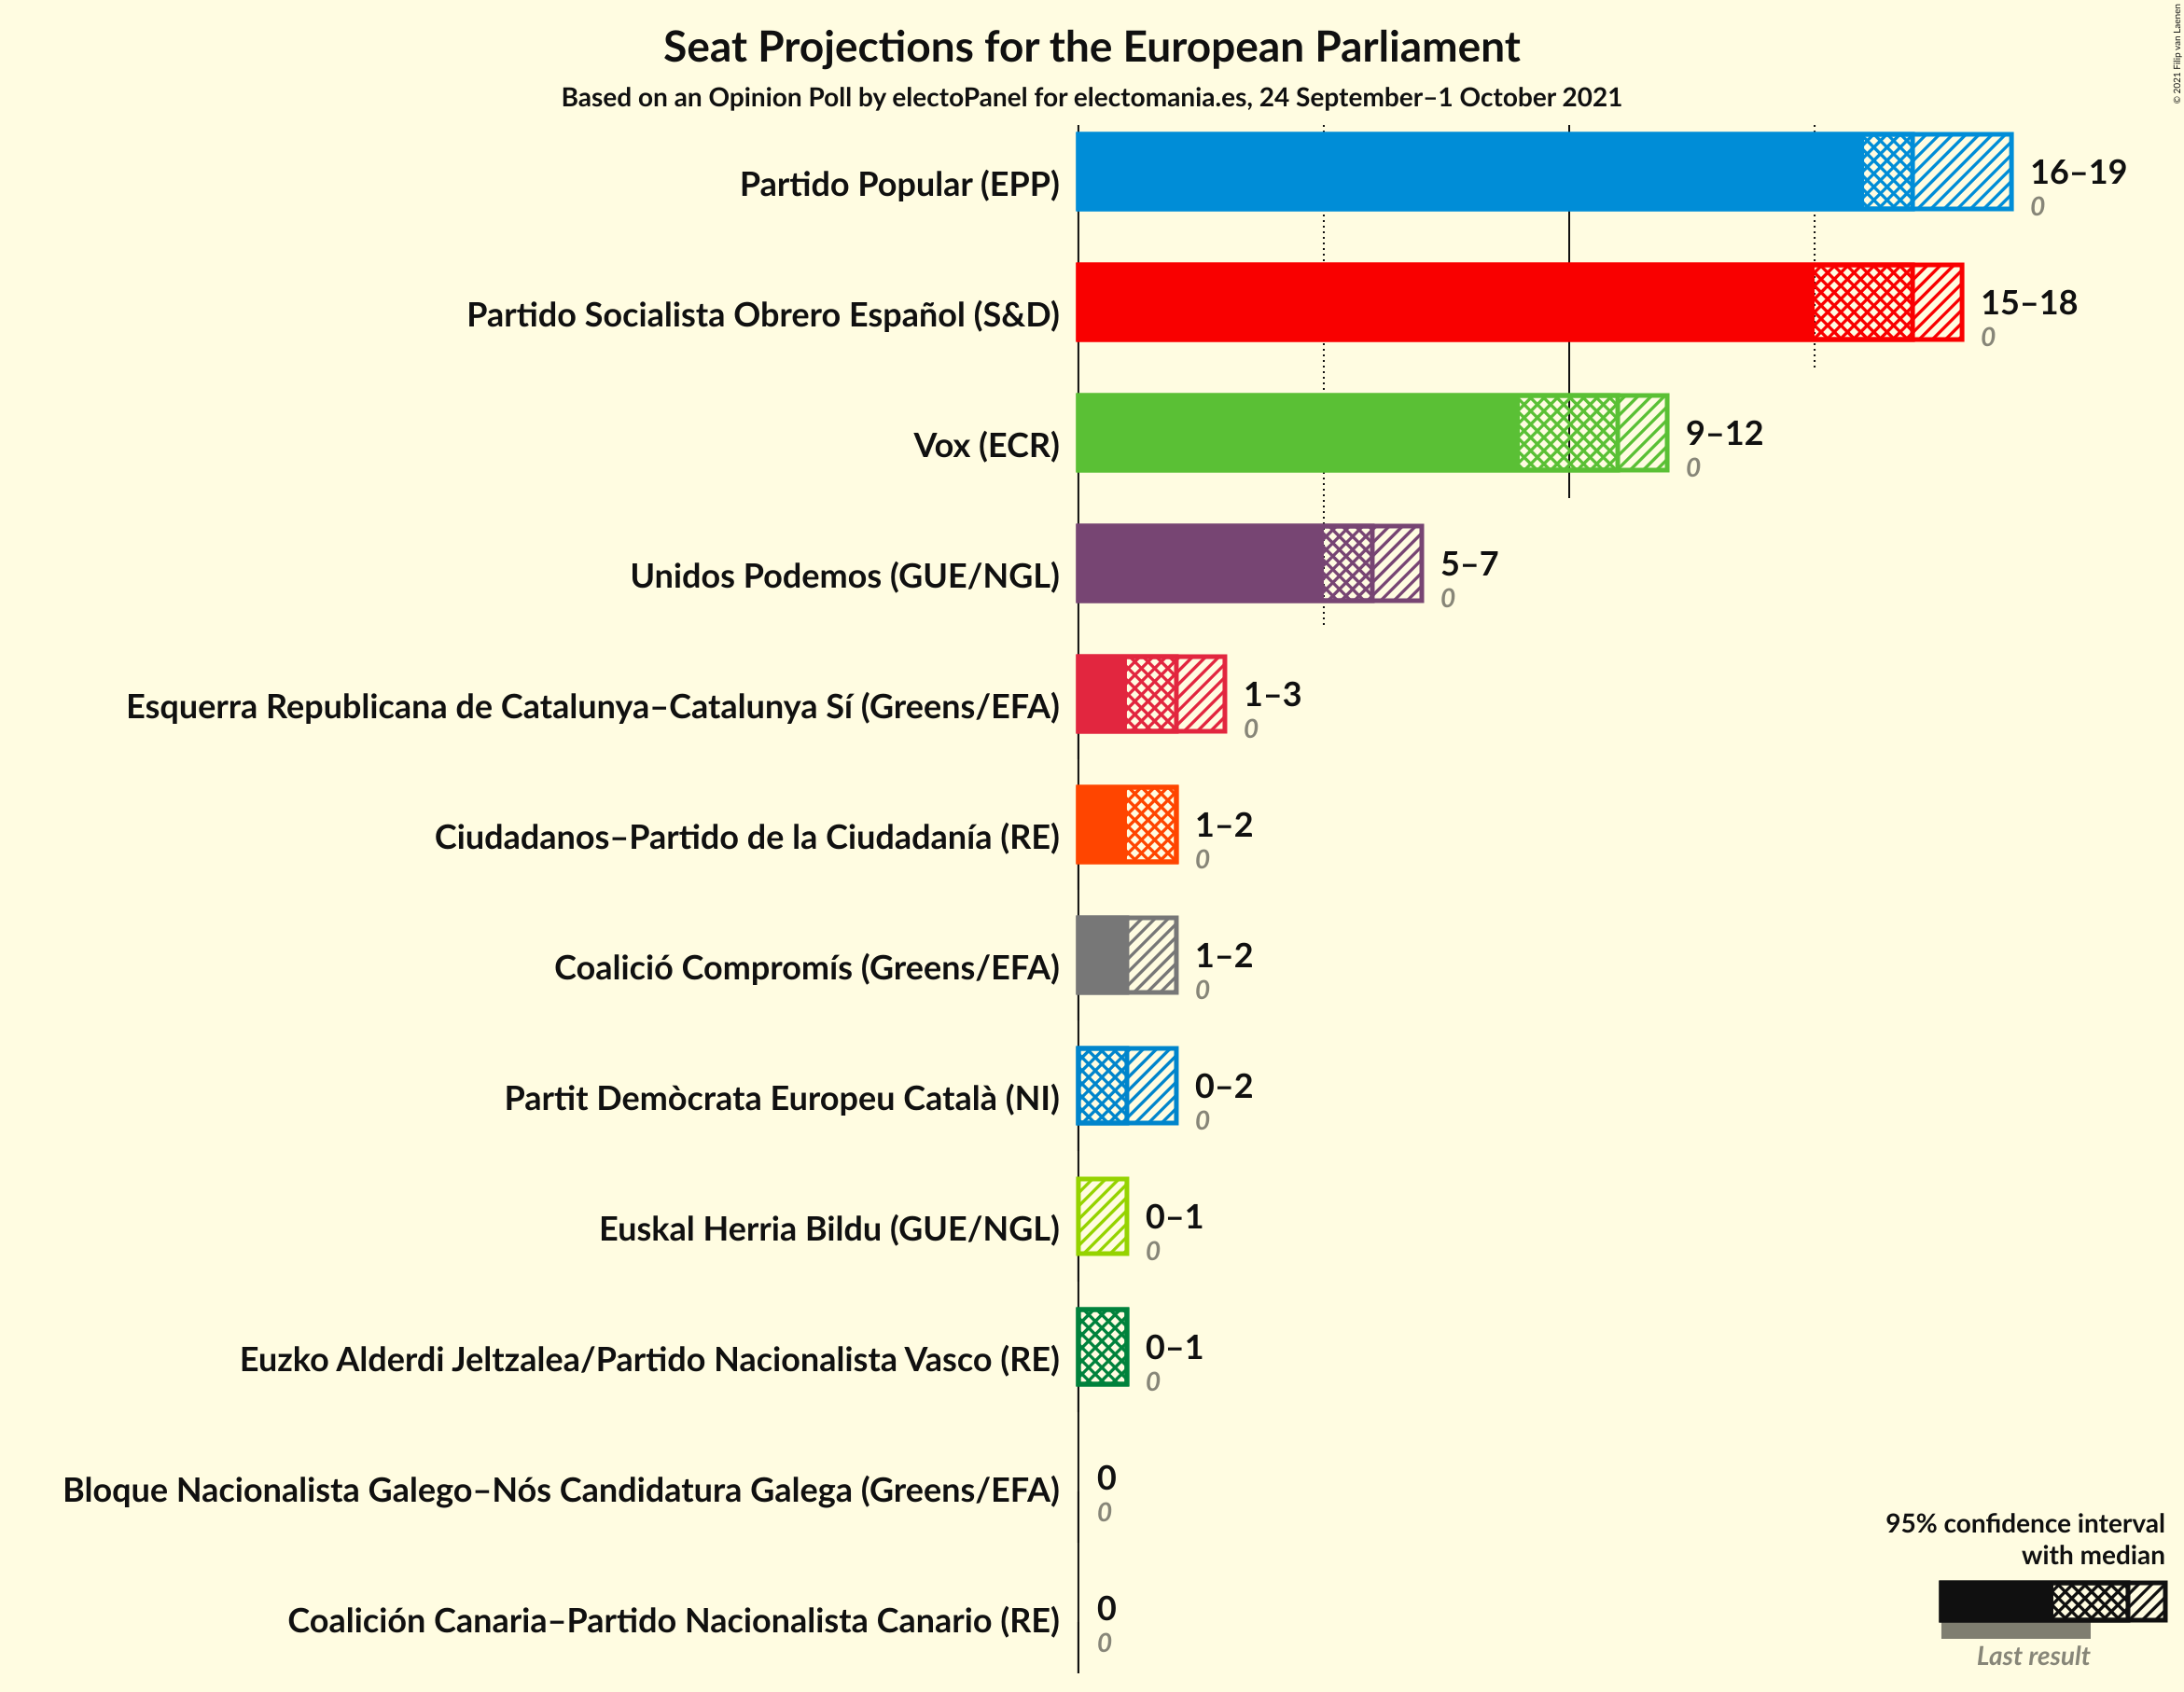 Seat Projections for the European Parliament
Based on an Opinion Poll by electoPanel for electomania.es, 24 September–1 October 2021
© 2021 Filip van Laenen
Partido Popular (EPP)
16–19
0
Partido Socialista Obrero Español (S&D)
15–18
0
Vox (ECR)
9–12
0
Unidos Podemos (GUE/NGL)
5–7
0
Esquerra Republicana de Catalunya–Catalunya Sí (Greens/EFA)
1–3
0
Ciudadanos–Partido de la Ciudadanía (RE)
1–2
0
Coalició Compromís (Greens/EFA)
1–2
0
Partit Demòcrata Europeu Català (NI)
0–2
0
Euskal Herria Bildu (GUE/NGL)
0–1
0
Euzko Alderdi Jeltzalea/Partido Nacionalista Vasco (RE)
0–1
0
Bloque Nacionalista Galego–Nós Candidatura Galega (Greens/EFA)
0
0
Coalición Canaria–Partido Nacionalista Canario (RE)
0
0
95% confidence interval
with median
Last result